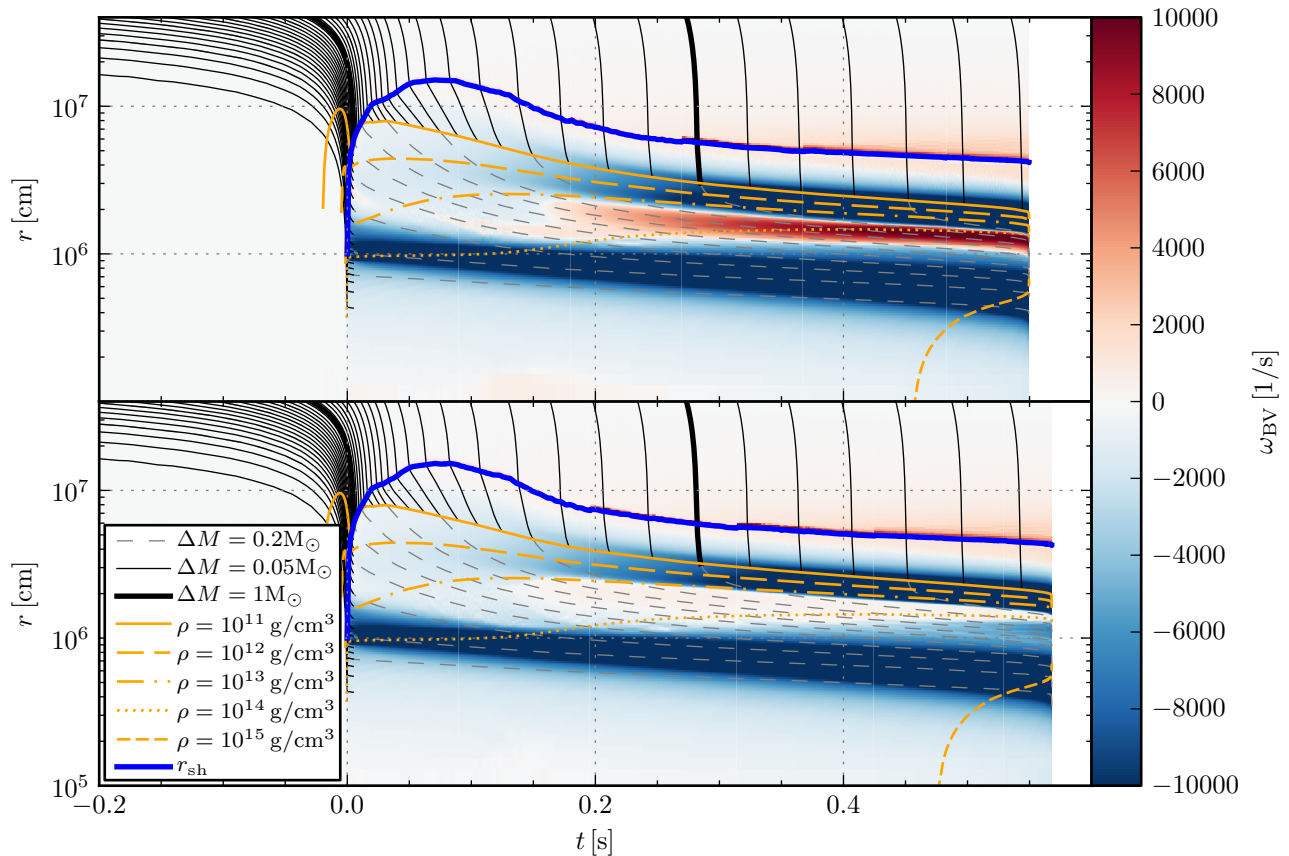 10000
8000
6000
4000
2000
0
−2000
−4000
−6000
−8000
−10000
ω_BV [1/s]
10^7
10^6
r [cm]
10^7
10^6
10^5
r [cm]
ΔM = 0.2M_⊙
ΔM = 0.05M_⊙
ΔM = 1M_⊙
ρ = 10^11 g/cm^3
ρ = 10^12 g/cm^3
ρ = 10^13 g/cm^3
ρ = 10^14 g/cm^3
ρ = 10^15 g/cm^3
r_sh
−0.2 0.0 0.2 0.4
t [s]